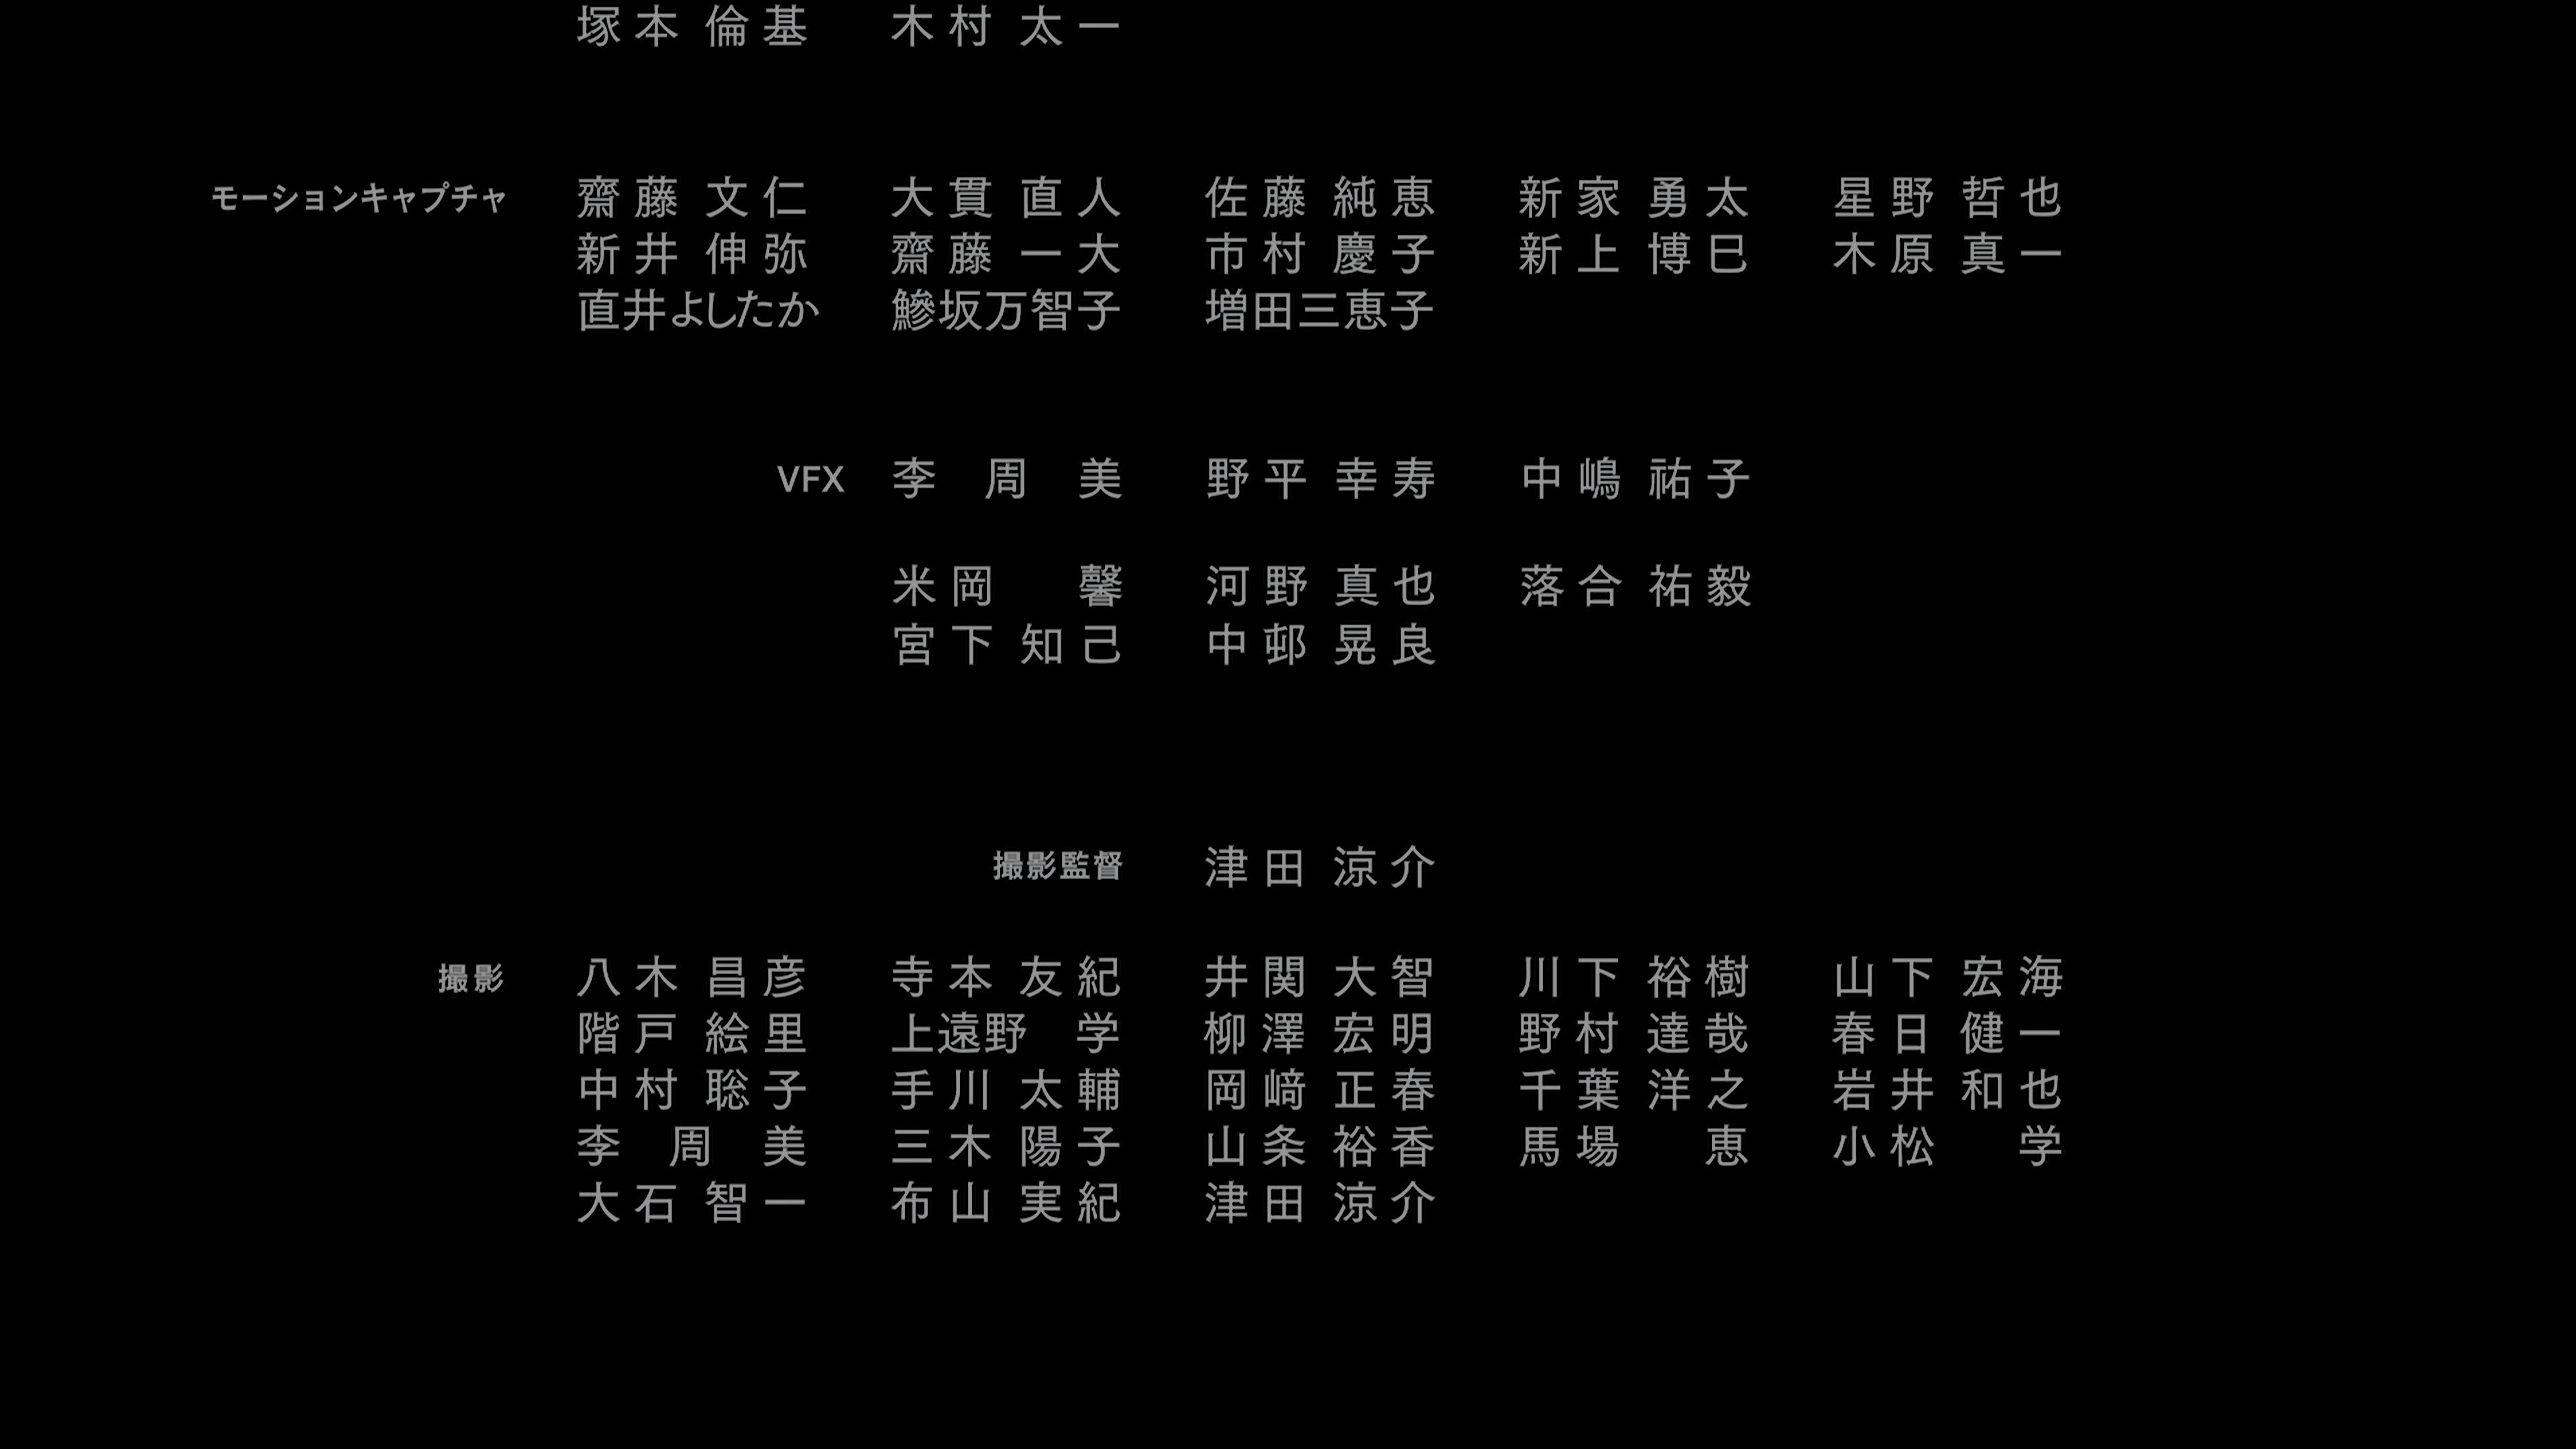 塚本 倫基 木村 太一
モーションキャプチャ 齋藤 文仁 大貫 直人 佐藤 純恵 新家 勇太 星野 哲也
新井 伸弥 齋藤 一大 市村 慶子 新上 博巳 木原 真一
直井よしたか 鯵坂万智子 増田三恵子
VFX 李 周 美 野平 幸寿 中嶋 祐子
米岡 馨 河野 真也 落合 祐毅
宮下 知己 中邨 晃良
撮影監督 津田 涼介
撮影 八木 昌彦 寺本 友紀 井関 大智 川下 裕樹 山下 宏海
階戸 絵里 上遠野 学 柳澤 宏明 野村 達哉 春日 健一
中村 聡子 手川 太輔 岡﨑 正春 千葉 洋之 岩井 和也
李 周 美 三木 陽子 山条 裕香 馬場 恵 小松 学
大石 智一 布山 実紀 津田 涼介